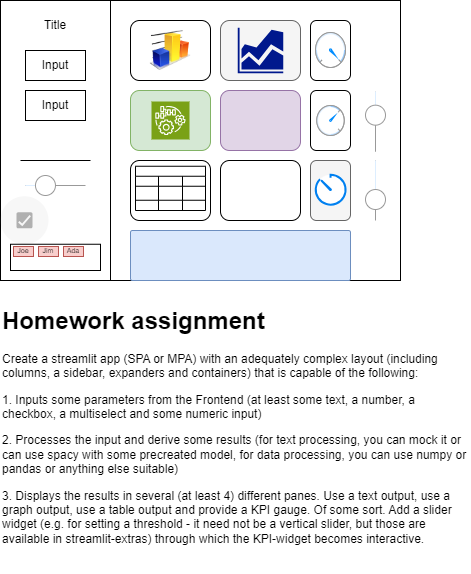 Title
Input
Input
Joe Jim Ada
Homework assignment
Create a streamlit app (SPA or MPA) with an adequately complex layout (including
columns, a sidebar, expanders and containers) that is capable of the following:
1. Inputs some parameters from the Frontend (at least some text, a number, a
checkbox, a multiselect and some numeric input)
2. Processes the input and derive some results (for text processing, you can mock it or
can use spacy with some precreated model, for data processing, you can use numpy or
pandas or anything else suitable)
3. Displays the results in several (at least 4) different panes. Use a text output, use a
graph output, use a table output and provide a KPI gauge. Of some sort. Add a slider
widget (e.g. for setting a threshold - it need not be a vertical slider, but those are
available in streamlit-extras) through which the KPI-widget becomes interactive.